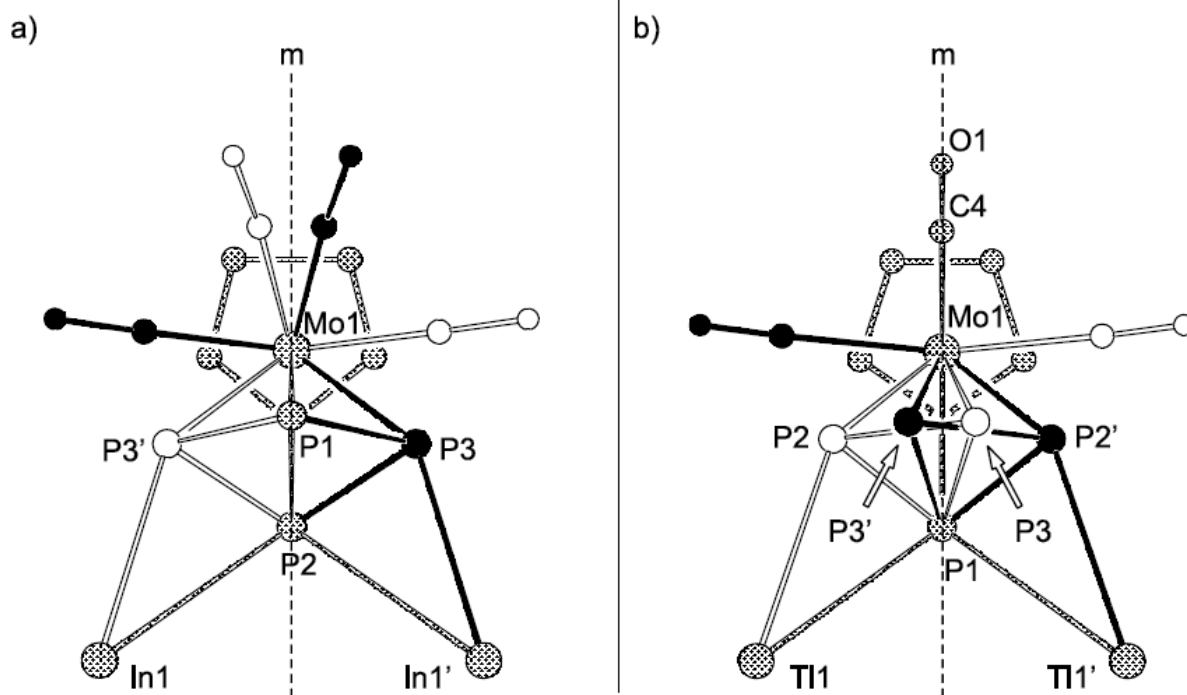 a)
m
Mo1
P3'
P1
P3
P2
In1
In1'
b)
m
O1
C4
Mo1
P2
P2'
P3'
P3
P1
Tl1
Tl1'